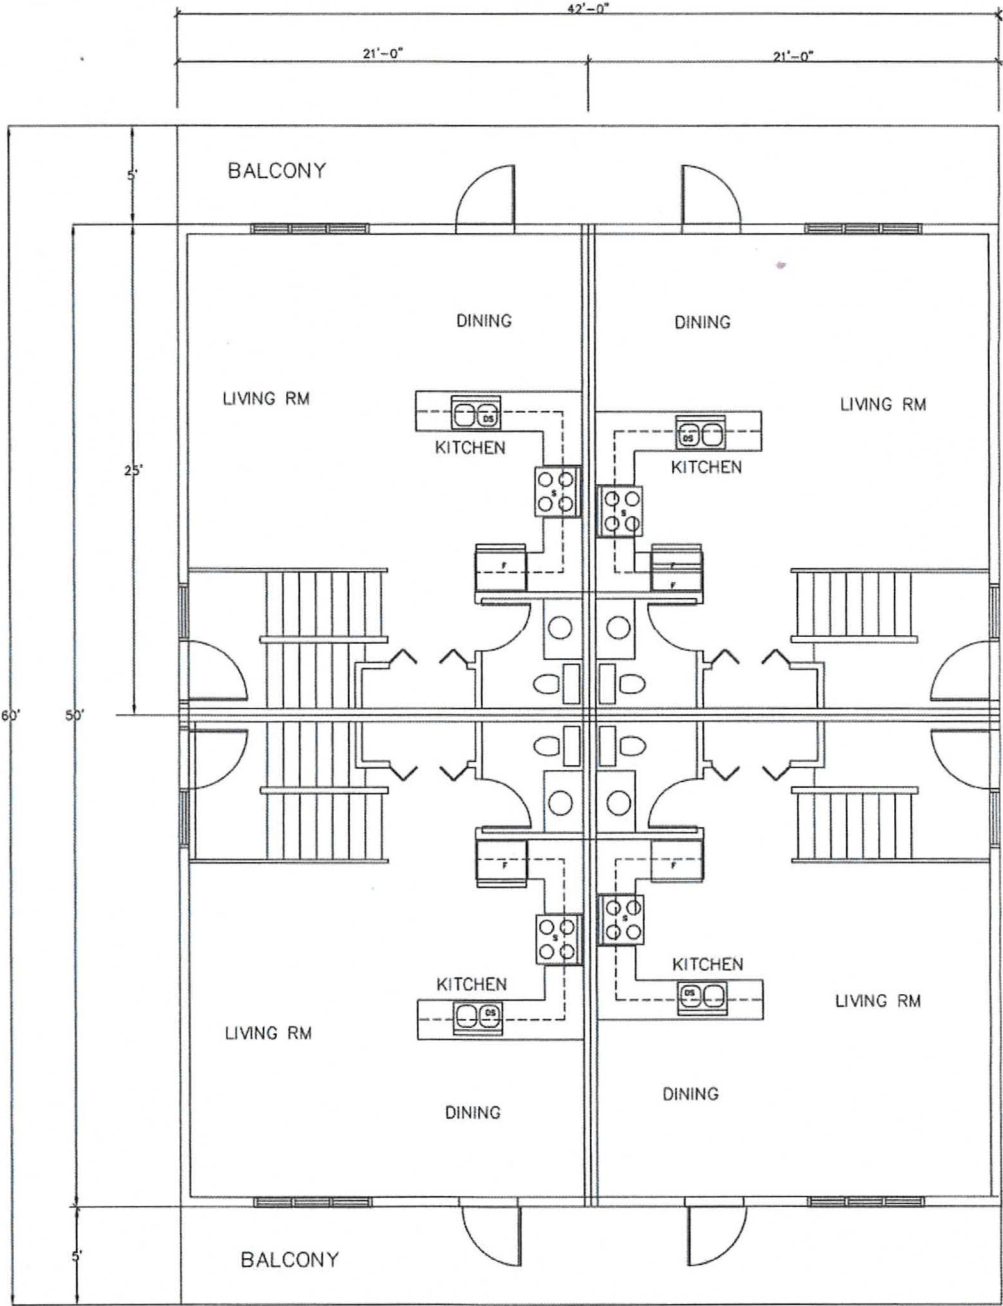 42'-0"
21'-0"
21'-0"
5'
BALCONY
DINING
DINING
LIVING RM
LIVING RM
DS
DS
KITCHEN
KITCHEN
25'
S
S
F
F
F
60'
50'
F
F
S
S
KITCHEN
KITCHEN
DS
DS
LIVING RM
LIVING RM
DINING
DINING
5'
BALCONY